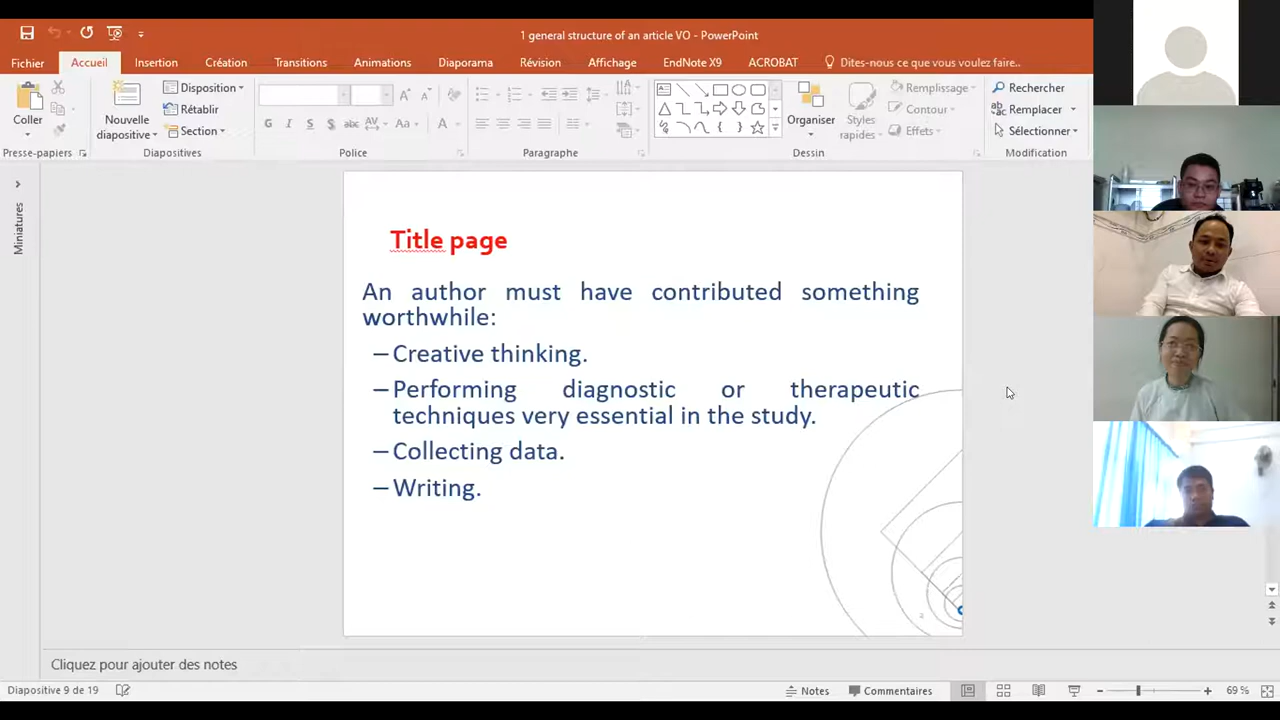 1 general structure of an article VO - PowerPoint
Fichier Accueil Insertion Création Transitions Animations Diaporama Révision Affichage EndNote X9 ACROBAT Dites-nous ce que vous voulez faire..
Coller
Presse-papiers
Nouvelle
diapositive
Disposition
Rétablir
Section
Diapositives
G I S S abc AV Aa A
Police
Paragraphe
Organiser
Styles
rapides
Remplissage
Contour
Effets
Dessin
Rechercher
Remplacer
Sélectionner
Modification
Miniatures
Title page
An author must have contributed something
worthwhile:
–Creative thinking.
–Performing diagnostic or therapeutic
techniques very essential in the study.
–Collecting data.
–Writing.
Cliquez pour ajouter des notes
Diapositive 9 de 19 Notes Commentaires 69 %